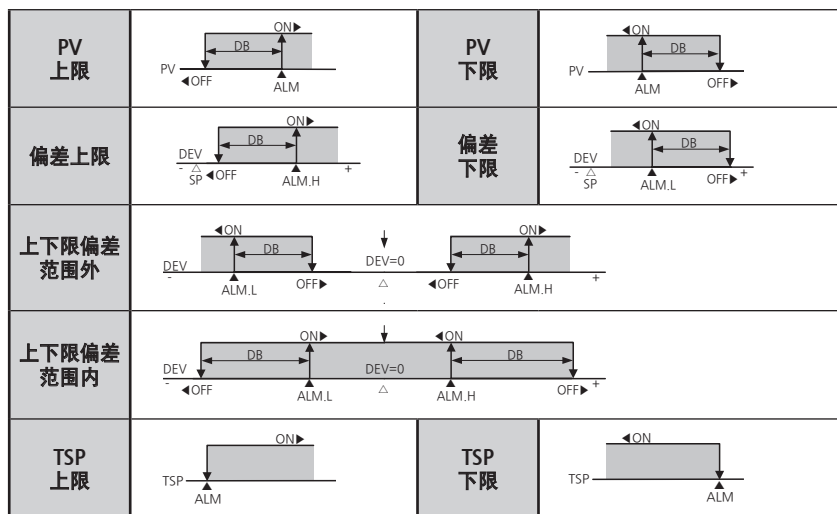 PV
上限
ON▶
DB
PV
◀OFF
ALM
PV
下限
◀ON
DB
PV
OFF▶
ALM
偏差上限
ON▶
DB
DEV
-
+
SP
◀OFF
ALM.H
偏差
下限
◀ON
DB
DEV
-
+
SP
ALM.L
OFF▶
上下限偏差
范围外
◀ON
ON▶
DB
DB
DEV
DEV=0
-
+
ALM.L
OFF▶
◀OFF
ALM.H
上下限偏差
范围内
ON▶
◀ON
DB
DB
DEV
DEV=0
-
+
◀OFF
ALM.L
ALM.H
OFF▶
TSP
上限
ON▶
TSP
ALM
TSP
下限
◀ON
TSP
ALM